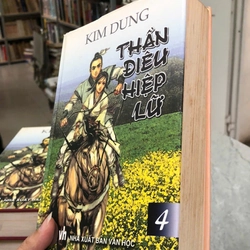 KIM DUNG
THẦN
ĐIÊU
HIỆP
LỮ
4
NHÀ XUẤT BẢN VĂN HỌC